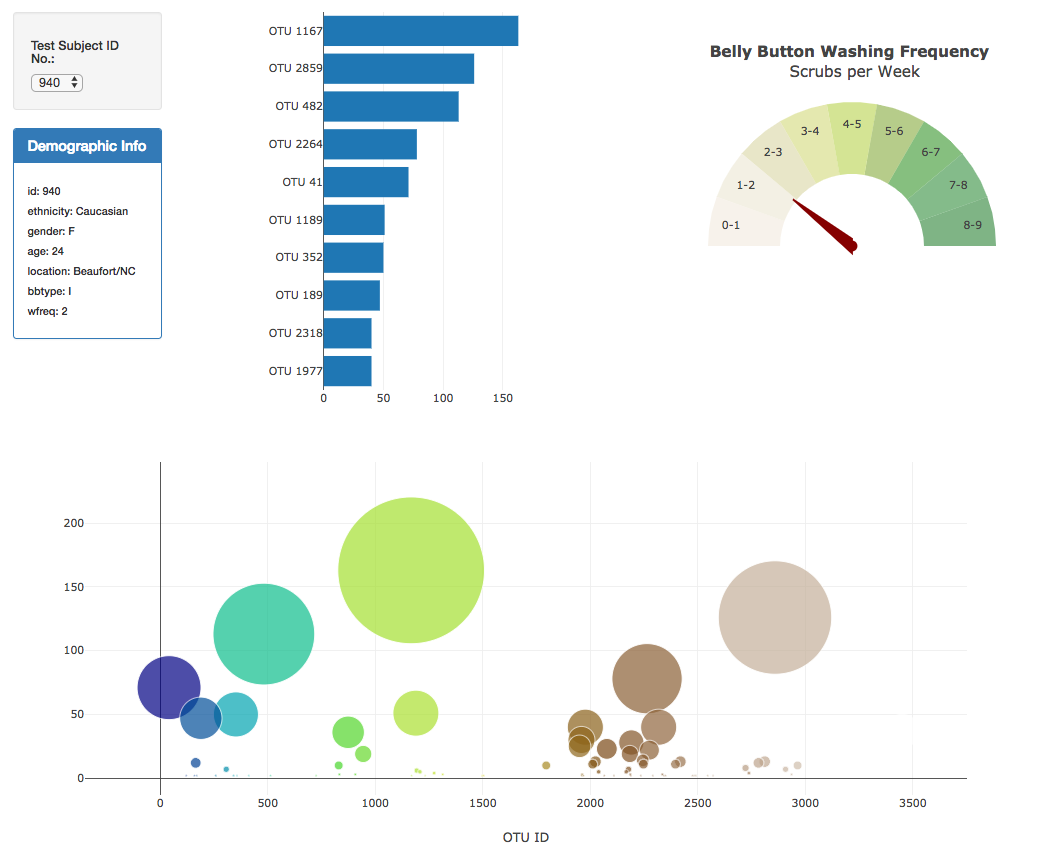 Test Subject ID
No.:
940
Demographic Info
id: 940
ethnicity: Caucasian
gender: F
age: 24
location: Beaufort/NC
bbtype: I
wfreq: 2
OTU 1167
OTU 2859
OTU 482
OTU 2264
OTU 41
OTU 1189
OTU 352
OTU 189
OTU 2318
OTU 1977
0 50 100 150
Belly Button Washing Frequency
Scrubs per Week
0-1
1-2
2-3
3-4
4-5
5-6
6-7
7-8
8-9
200
150
100
50
0
0 500 1000 1500 2000 2500 3000 3500
OTU ID